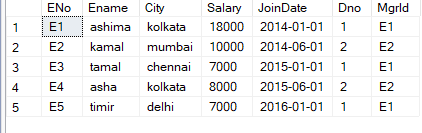 ENo Ename City Salary JoinDate Dno MgrId
1 E1 ashima kolkata 18000 2014-01-01 1 E1
2 E2 kamal mumbai 10000 2014-06-01 2 E2
3 E3 tamal chennai 7000 2015-01-01 1 E1
4 E4 asha kolkata 8000 2015-06-01 2 E2
5 E5 timir delhi 7000 2016-01-01 1 E1